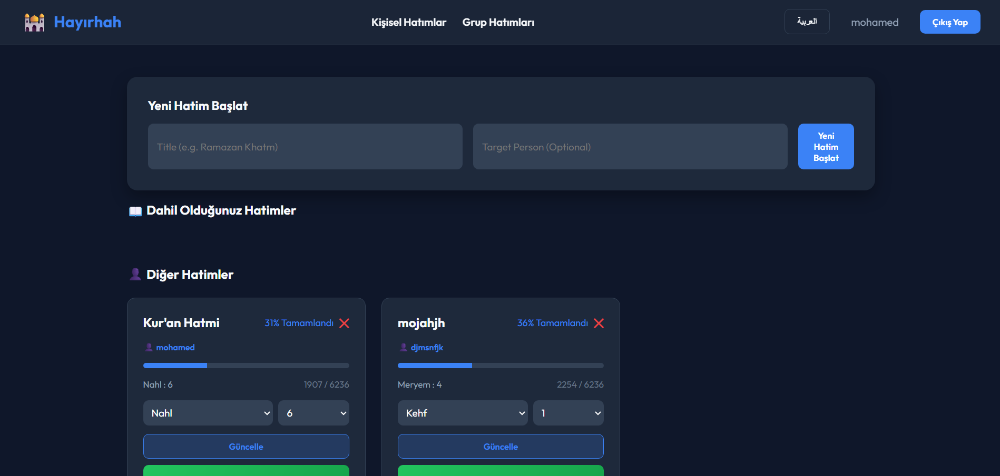 Hayırhah
Kişisel Hatımlar
Grup Hatımları
العربية
mohamed
Çıkış Yap
Yeni Hatim Başlat
Title (e.g. Ramazan Khatm)
Target Person (Optional)
Yeni
Hatim
Başlat
Dahil Olduğunuz Hatimler
Diğer Hatimler
Kur'an Hatmi
31% Tamamlandı
mohamed
Nahl : 6
1907 / 6236
Nahl
6
Güncelle
mojahjh
36% Tamamlandı
djmsnfjk
Meryem : 4
2254 / 6236
Kehf
1
Güncelle